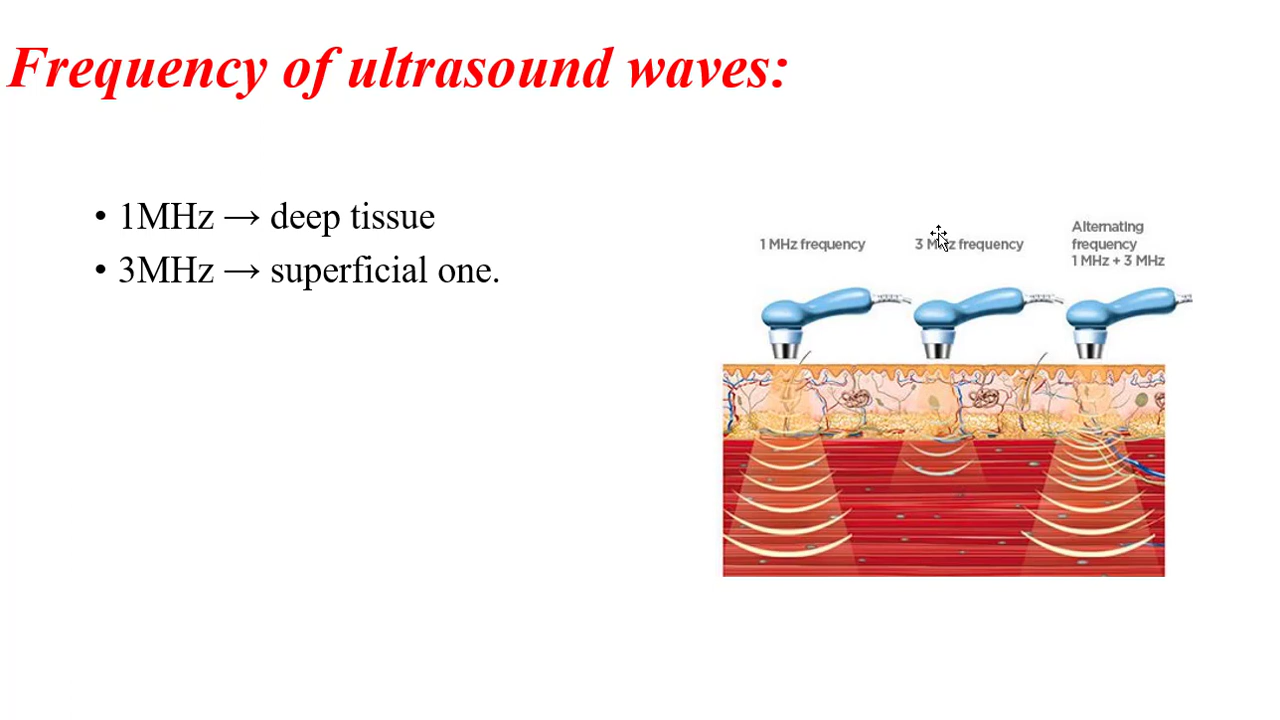 Frequency of ultrasound waves:
• 1MHz → deep tissue
• 3MHz → superficial one.
1 MHz frequency
3 MHz frequency
Alternating
frequency
1 MHz + 3 MHz